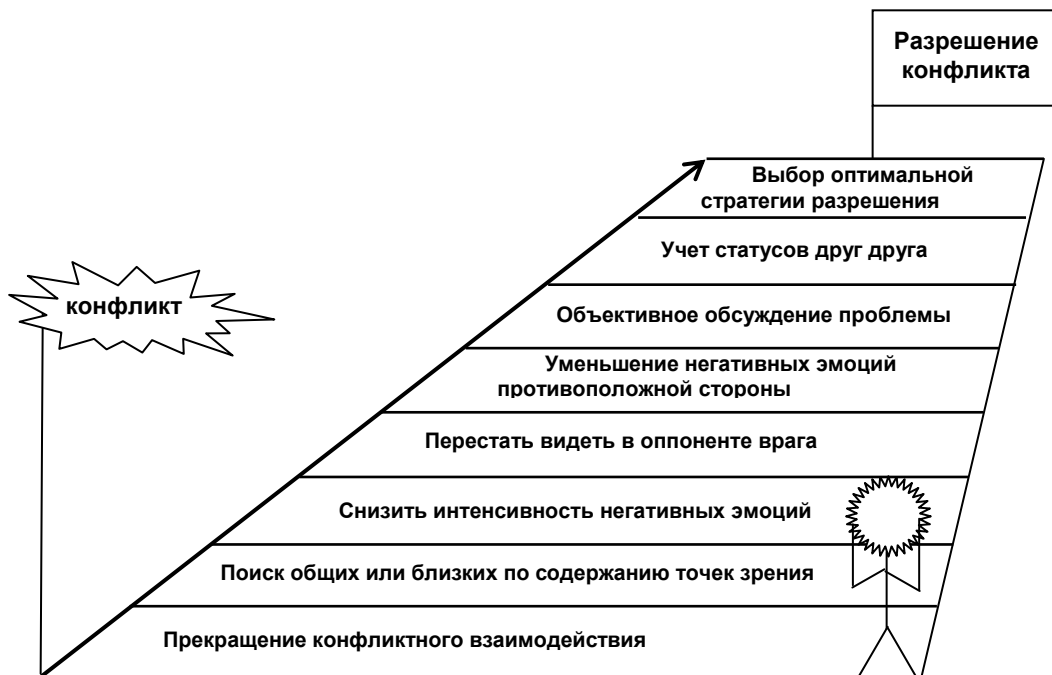 Разрешение
конфликта
Выбор оптимальной
стратегии разрешения
Учет статусов друг друга
конфликт
Объективное обсуждение проблемы
Уменьшение негативных эмоций
противоположной стороны
Перестать видеть в оппоненте врага
Снизить интенсивность негативных эмоций
Поиск общих или близких по содержанию точек зрения
Прекращение конфликтного взаимодействия